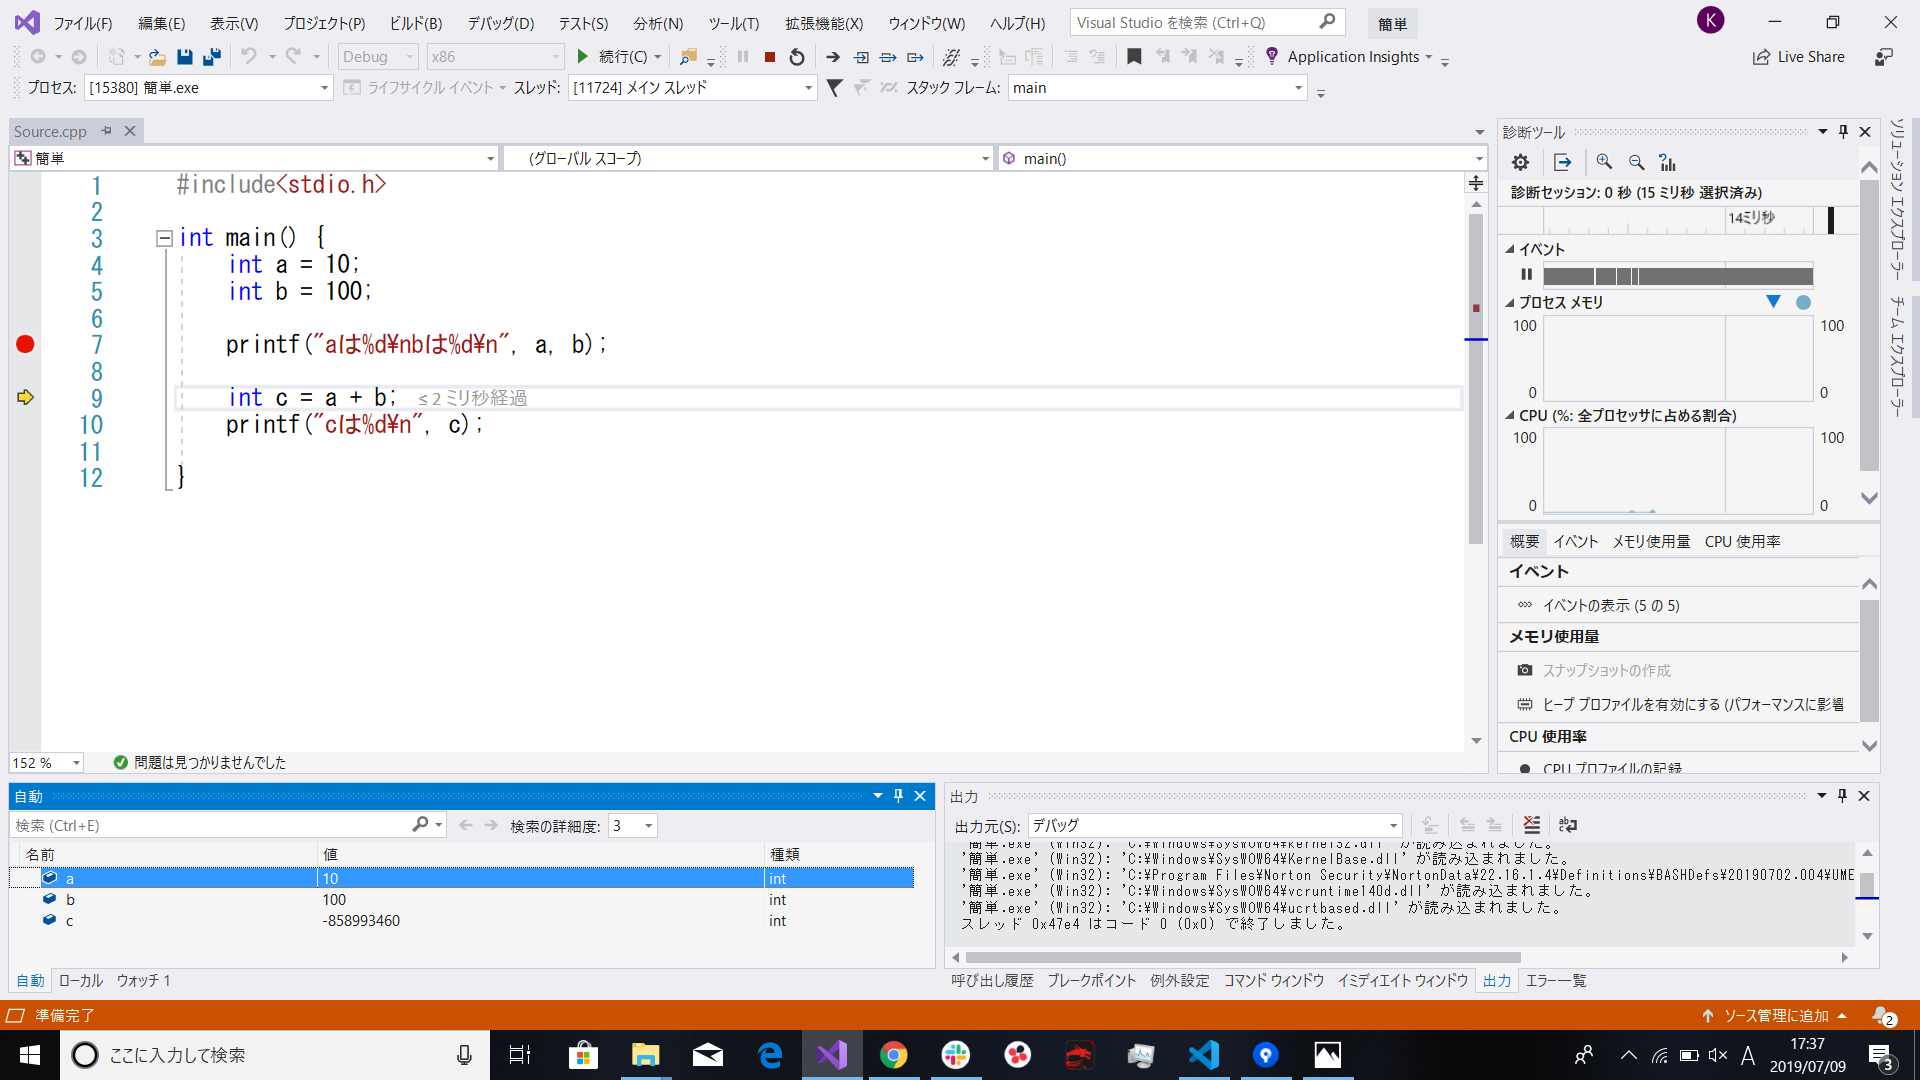 ファイル(F) 編集(E) 表示(V) プロジェクト(P) ビルド(B) デバッグ(D) テスト(S) 分析(N) ツール(T) 拡張機能(X) ウィンドウ(W) ヘルプ(H) Visual Studio を検索 (Ctrl+Q) 簡単 K
Debug x86 続行(C) Application Insights Live Share
プロセス: [15380] 簡単.exe ライフサイクル イベント スレッド: [11724] メイン スレッド スタック フレーム: main
Source.cpp
簡単 (グローバル スコープ) main()
1 #include<stdio.h>
2
3 int main() {
4 int a = 10;
5 int b = 100;
6
7 printf("aは%d¥nbは%d¥n", a, b);
8
9 int c = a + b; ≤ 2 ミリ秒経過
10 printf("cは%d¥n", c);
11
12 }
152 % 問題は見つかりませんでした
診断ツール
診断セッション: 0 秒 (15 ミリ秒 選択済み)
14ミリ秒
イベント
プロセス メモリ
100 100
0 0
CPU (%: 全プロセッサに占める割合)
100 100
0 0
概要 イベント メモリ使用量 CPU 使用率
イベント
イベントの表示 (5 の 5)
メモリ使用量
スナップショットの作成
ヒープ プロファイルを有効にする (パフォーマンスに影響
CPU 使用率
CPU プロファイルの記録
ソリューション エクスプローラー
チーム エクスプローラー
自動
検索 (Ctrl+E) 検索の詳細度: 3
名前 値 種類
a 10 int
b 100 int
c -858993460 int
自動 ローカル ウォッチ 1
出力
出力元(S): デバッグ
'簡単.exe' (Win32): 'C:¥Windows¥SysWOW64¥kernel32.dll' が読み込まれました。
'簡単.exe' (Win32): 'C:¥Windows¥SysWOW64¥KernelBase.dll' が読み込まれました。
'簡単.exe' (Win32): 'C:¥Program Files¥Norton Security¥NortonData¥22.16.1.4¥Definitions¥BASHDefs¥20190702.004¥UME
'簡単.exe' (Win32): 'C:¥Windows¥SysWOW64¥vcruntime140d.dll' が読み込まれました。
'簡単.exe' (Win32): 'C:¥Windows¥SysWOW64¥ucrtbased.dll' が読み込まれました。
スレッド 0x47e4 はコード 0 (0x0) で終了しました。
呼び出し履歴 ブレークポイント 例外設定 コマンド ウィンドウ イミディエイト ウィンドウ 出力 エラー一覧
準備完了 ソース管理に追加 2
ここに入力して検索 A 17:37
2019/07/09 3